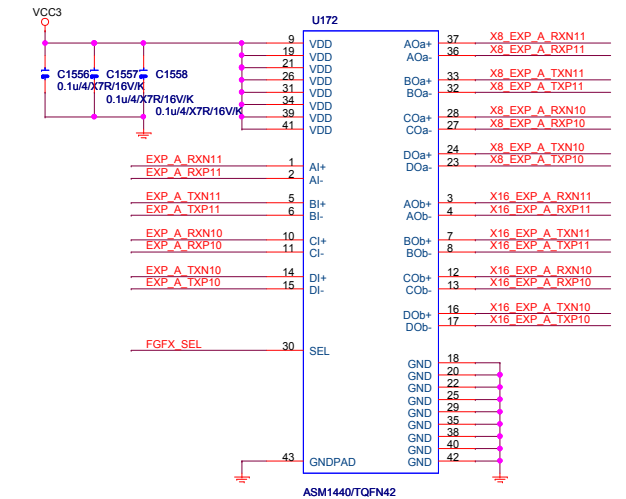 VCC3
U172
C1556
0.1u/4/X7R/16V/K
C1557
0.1u/4/X7R/16V/K
C1558
0.1u/4/X7R/16V/K
9 VDD
19 VDD
21 VDD
26 VDD
31 VDD
34 VDD
39 VDD
41 VDD
EXP_A_RXN11 1 AI+
EXP_A_RXP11 2 AI-
EXP_A_TXN11 5 BI+
EXP_A_TXP11 6 BI-
EXP_A_RXN10 10 CI+
EXP_A_RXP10 11 CI-
EXP_A_TXN10 14 DI+
EXP_A_TXP10 15 DI-
FGFX_SEL 30 SEL
43 GNDPAD
AOa+ 37 X8_EXP_A_RXN11
AOa- 36 X8_EXP_A_RXP11
BOa+ 33 X8_EXP_A_TXN11
BOa- 32 X8_EXP_A_TXP11
COa+ 28 X8_EXP_A_RXN10
COa- 27 X8_EXP_A_RXP10
DOa+ 24 X8_EXP_A_TXN10
DOa- 23 X8_EXP_A_TXP10
AOb+ 3 X16_EXP_A_RXN11
AOb- 4 X16_EXP_A_RXP11
BOb+ 7 X16_EXP_A_TXN11
BOb- 8 X16_EXP_A_TXP11
COb+ 12 X16_EXP_A_RXN10
COb- 13 X16_EXP_A_RXP10
DOb+ 16 X16_EXP_A_TXN10
DOb- 17 X16_EXP_A_TXP10
GND 18
GND 20
GND 22
GND 25
GND 29
GND 35
GND 38
GND 40
GND 42
ASM1440/TQFN42